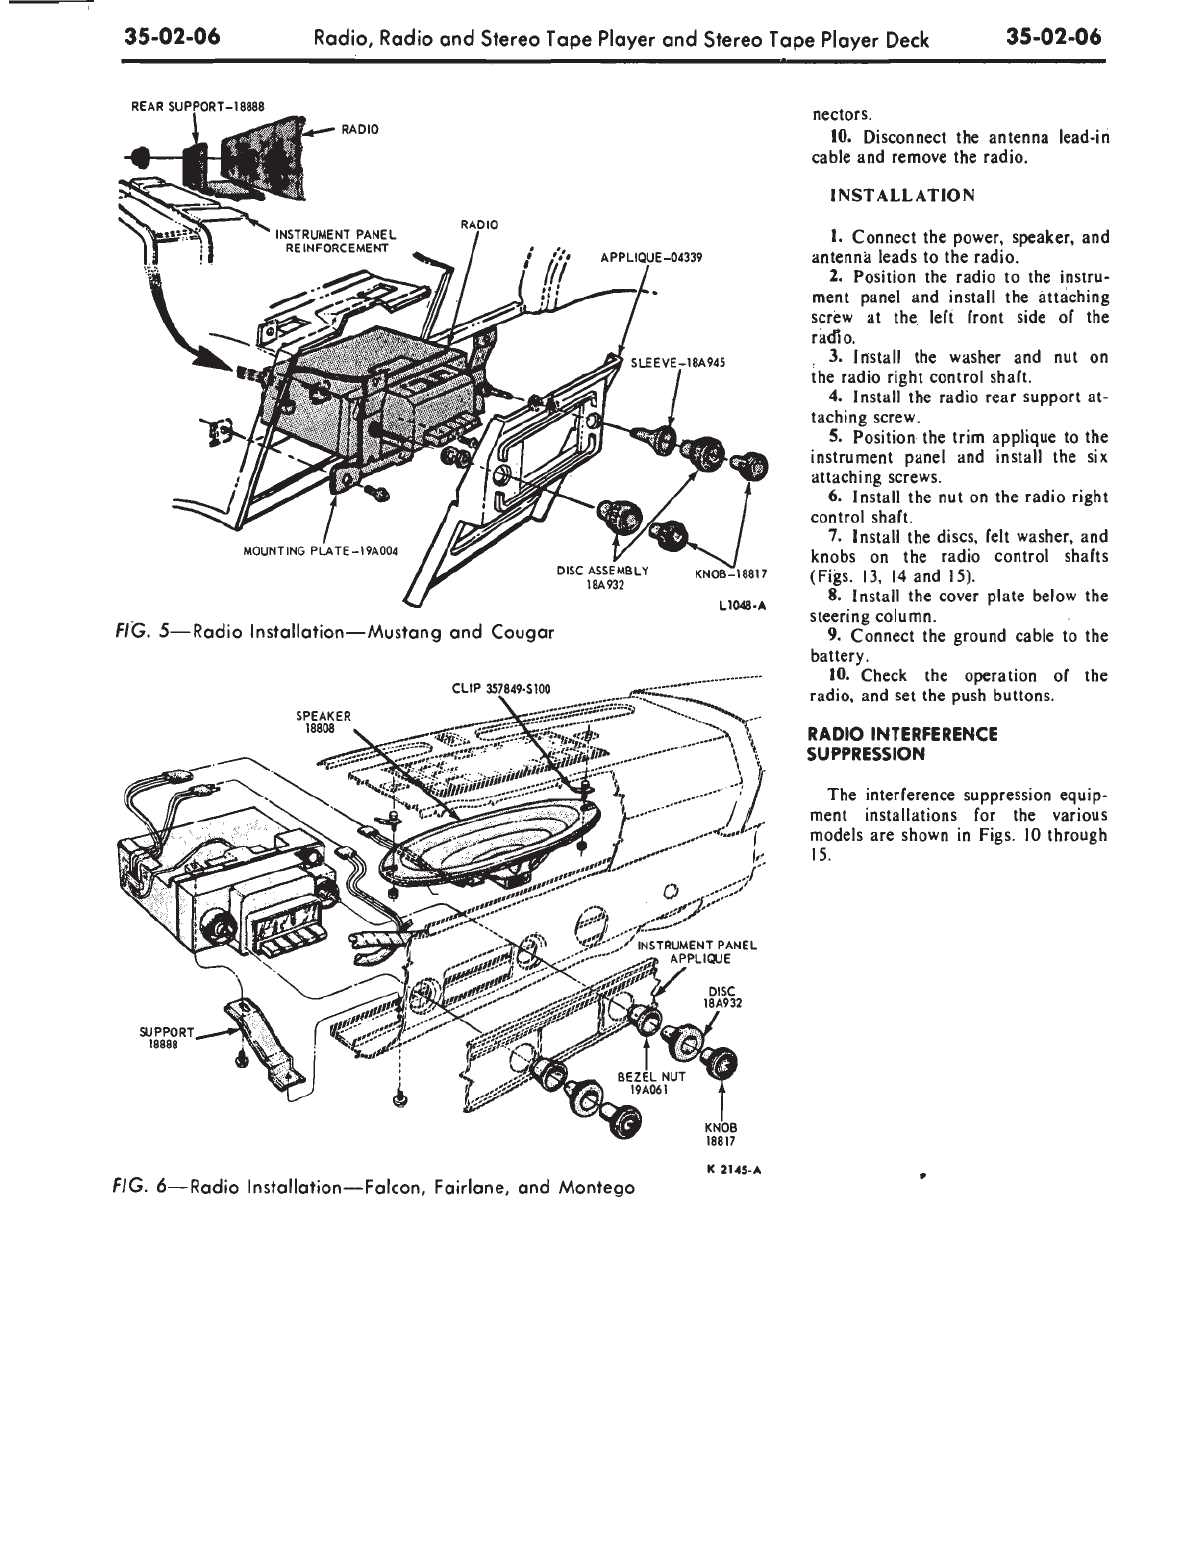 35-02-06 Radio, Radio and Stereo Tape Player and Stereo Tape Player Deck 35-02-06
REAR SUPPORT-18888
RADIO
INSTRUMENT PANEL
REINFORCEMENT
RADIO
APPLIQUE-04339
SLEEVE-18A945
MOUNTING PLATE-19A004
DISC ASSEMBLY
18A932
KNOB-18817
L1048-A
FIG. 5—Radio Installation—Mustang and Cougar
CLIP 357849-S100
SPEAKER
18808
INSTRUMENT PANEL
APPLIQUE
DISC
18A932
SUPPORT
18888
BEZEL NUT
19A061
KNOB
18817
K 2145-A
FIG. 6—Radio Installation—Falcon, Fairlane, and Montego
nectors.
10. Disconnect the antenna lead-in
cable and remove the radio.
INSTALLATION
1. Connect the power, speaker, and
antenna leads to the radio.
2. Position the radio to the instru-
ment panel and install the attaching
screw at the left front side of the
radio.
3. Install the washer and nut on
the radio right control shaft.
4. Install the radio rear support at-
taching screw.
5. Position the trim applique to the
instrument panel and install the six
attaching screws.
6. Install the nut on the radio right
control shaft.
7. Install the discs, felt washer, and
knobs on the radio control shafts
(Figs. 13, 14 and 15).
8. Install the cover plate below the
steering column.
9. Connect the ground cable to the
battery.
10. Check the operation of the
radio, and set the push buttons.
RADIO INTERFERENCE
SUPPRESSION
The interference suppression equip-
ment installations for the various
models are shown in Figs. 10 through
15.